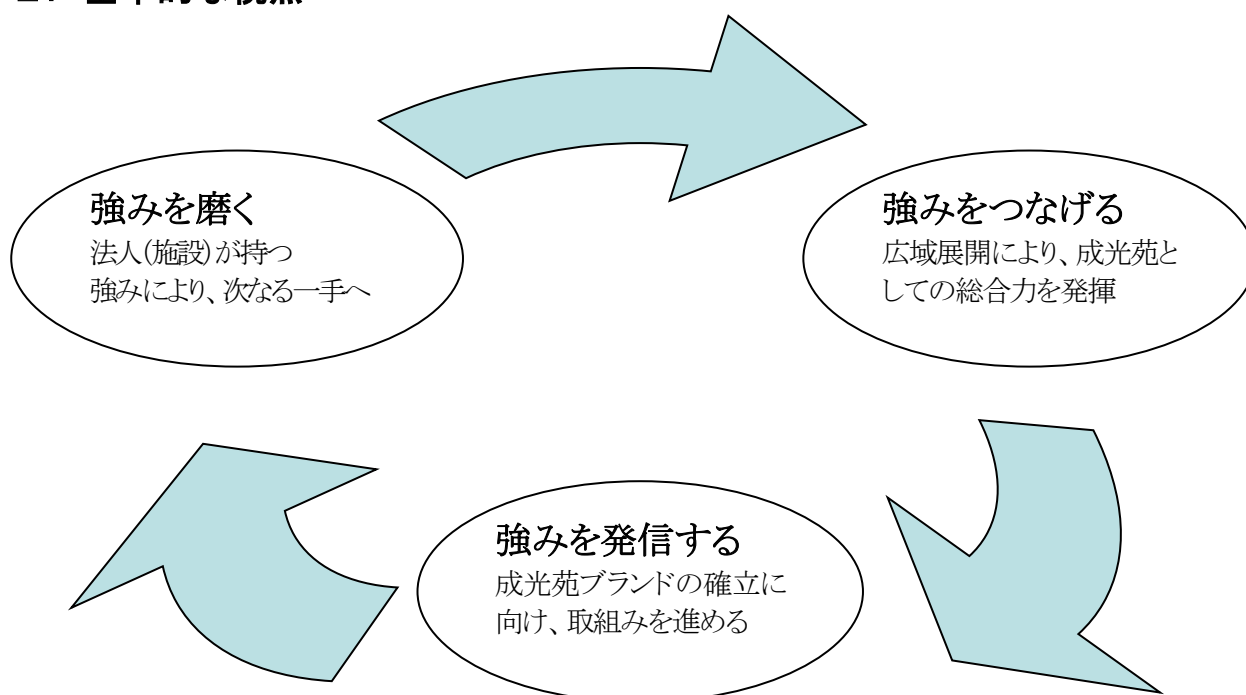 強みを磨く
法人(施設)が持つ
強みにより、次なる一手へ
強みをつなげる
広域展開により、成光苑と
しての総合力を発揮
強みを発信する
成光苑ブランドの確立に
向け、取組みを進める